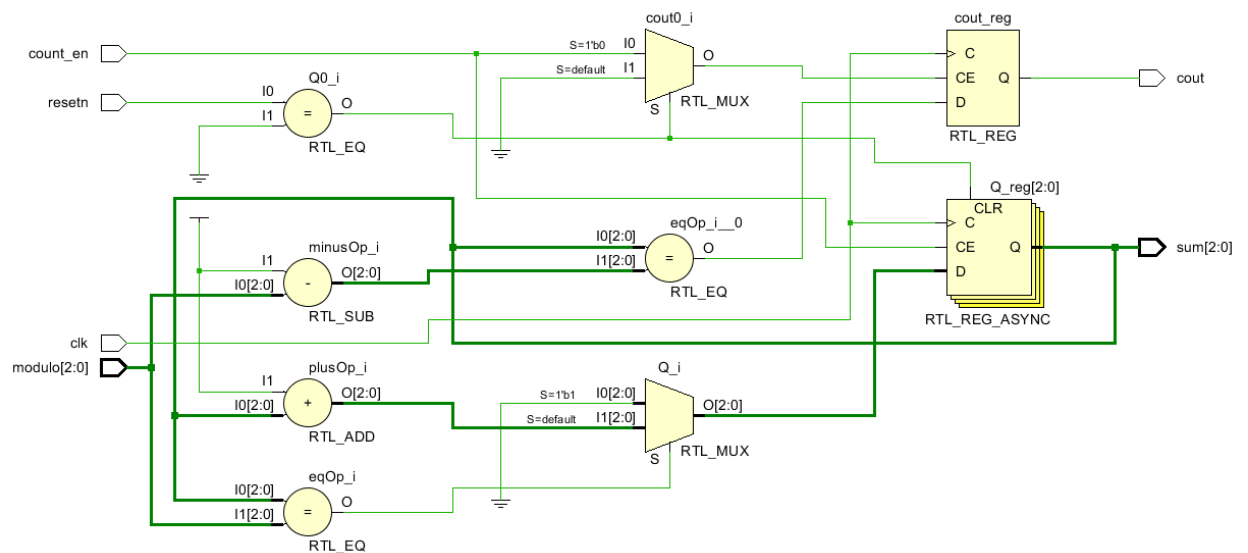 cout0_i
cout_reg
count_en
S=1'b0
I0
O
C
S=default
I1
CE
Q
cout
Q0_i
D
resetn
I0
O
S
RTL_MUX
I1
=
RTL_REG
RTL_EQ
Q_reg[2:0]
CLR
eqOp_i__0
C
I0[2:0]
O
CE
Q
sum[2:0]
minusOp_i
I1[2:0]
=
D
I1
O[2:0]
I0[2:0]
-
RTL_EQ
RTL_SUB
RTL_REG_ASYNC
clk
modulo[2:0]
plusOp_i
Q_i
I1
O[2:0]
S=1'b1
I0[2:0]
O[2:0]
I0[2:0]
+
S=default
I1[2:0]
RTL_ADD
S
RTL_MUX
eqOp_i
I0[2:0]
O
I1[2:0]
=
RTL_EQ